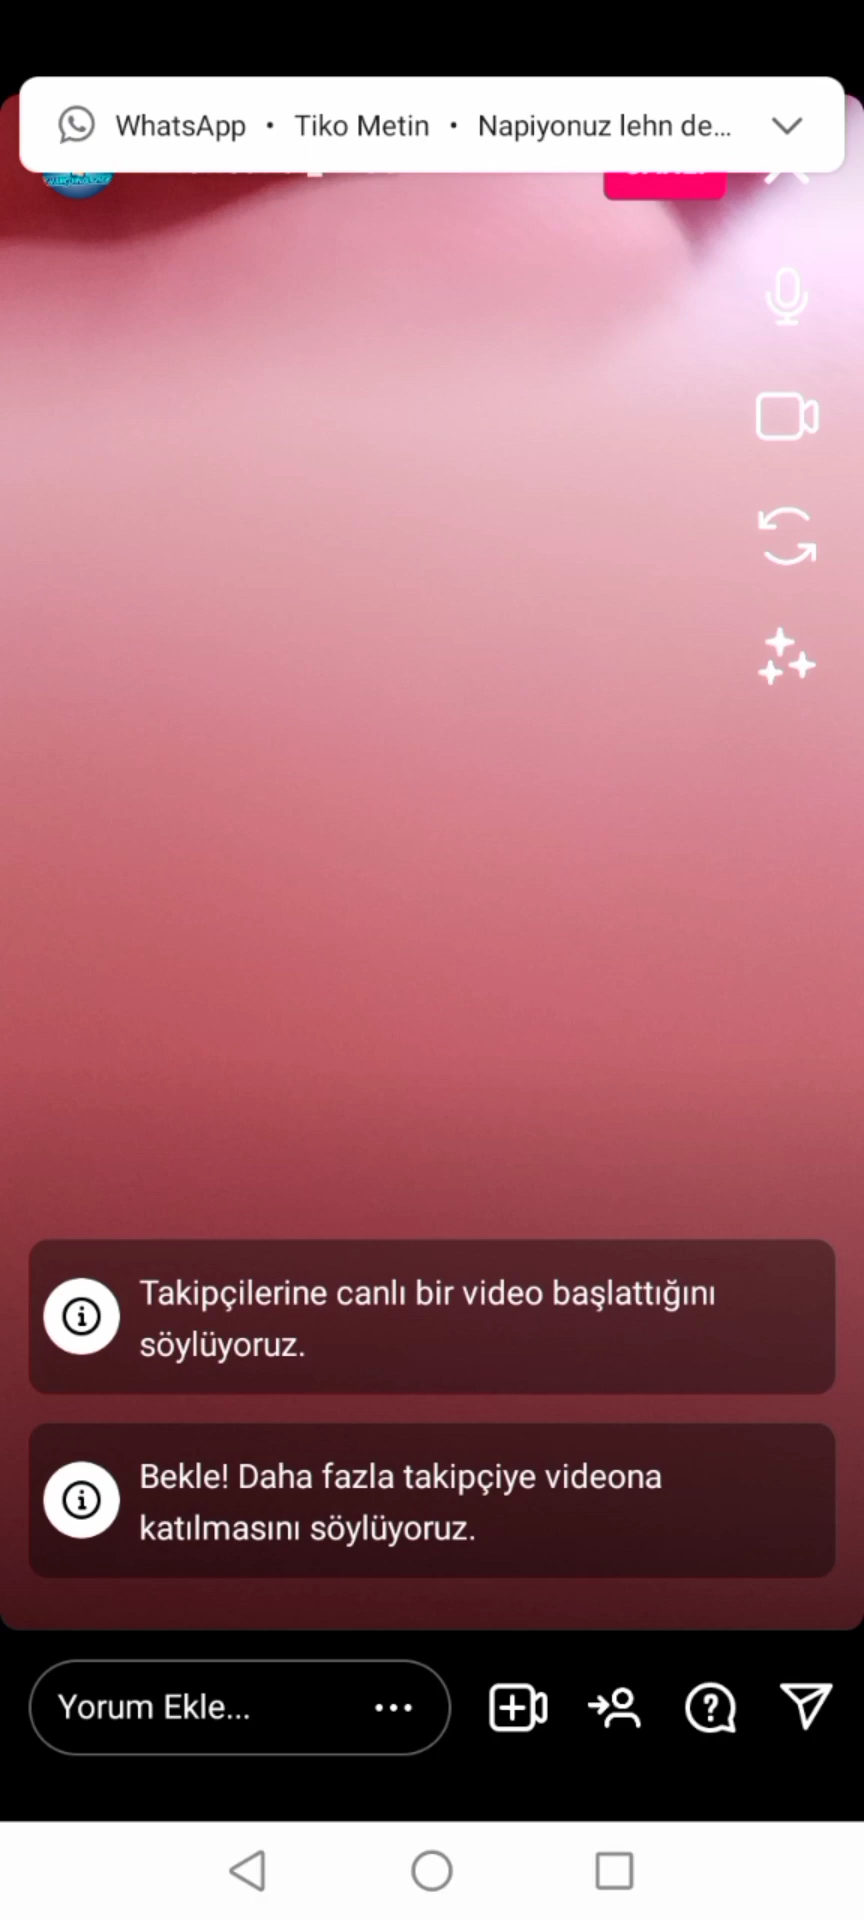 WhatsApp • Tiko Metin • Napiyonuz lehn de...
Takipçilerine canlı bir video başlattığını
söylüyoruz.
Bekle! Daha fazla takipçiye videona
katılmasını söylüyoruz.
Yorum Ekle...